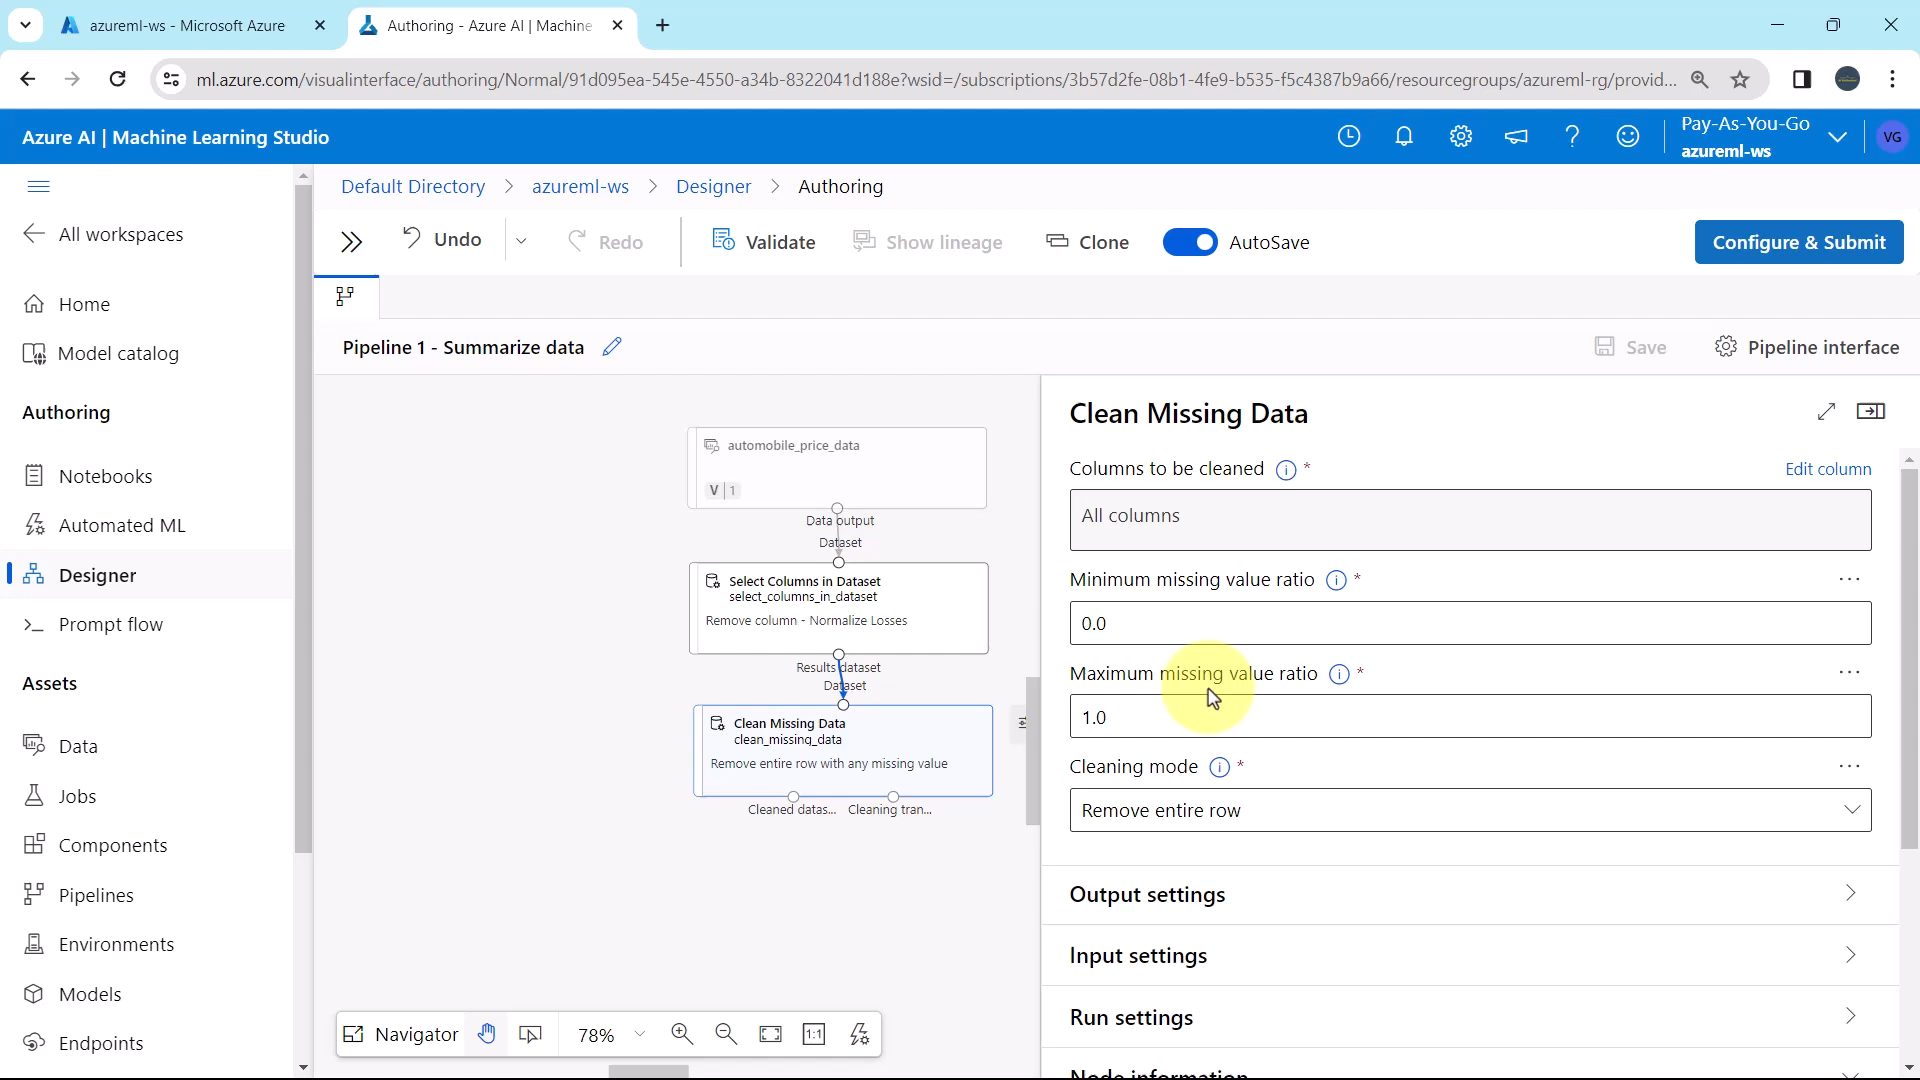 azureml-ws - Microsoft Azure
Authoring - Azure AI | Machine
ml.azure.com/visualinterface/authoring/Normal/91d095ea-545e-4550-a34b-8322041d188e?wsid=/subscriptions/3b57d2fe-08b1-4fe9-b535-f5c4387b9a66/resourcegroups/azureml-rg/provid...
Azure AI | Machine Learning Studio
Pay-As-You-Go
azureml-ws
VG
All workspaces
Home
Model catalog
Authoring
Notebooks
Automated ML
Designer
Prompt flow
Assets
Data
Jobs
Components
Pipelines
Environments
Models
Endpoints
Default Directory > azureml-ws > Designer > Authoring
Undo
Redo
Validate
Show lineage
Clone
AutoSave
Configure & Submit
Pipeline 1 - Summarize data
Save
Pipeline interface
automobile_price_data
V | 1
Data output
Dataset
Select Columns in Dataset
select_columns_in_dataset
Remove column - Normalize Losses
Results dataset
Dataset
Clean Missing Data
clean_missing_data
Remove entire row with any missing value
Cleaned datas...
Cleaning tran...
Navigator
78%
1:1
Clean Missing Data
Columns to be cleaned *
Edit column
All columns
Minimum missing value ratio *
0.0
Maximum missing value ratio *
1.0
Cleaning mode *
Remove entire row
Output settings
Input settings
Run settings
Node information